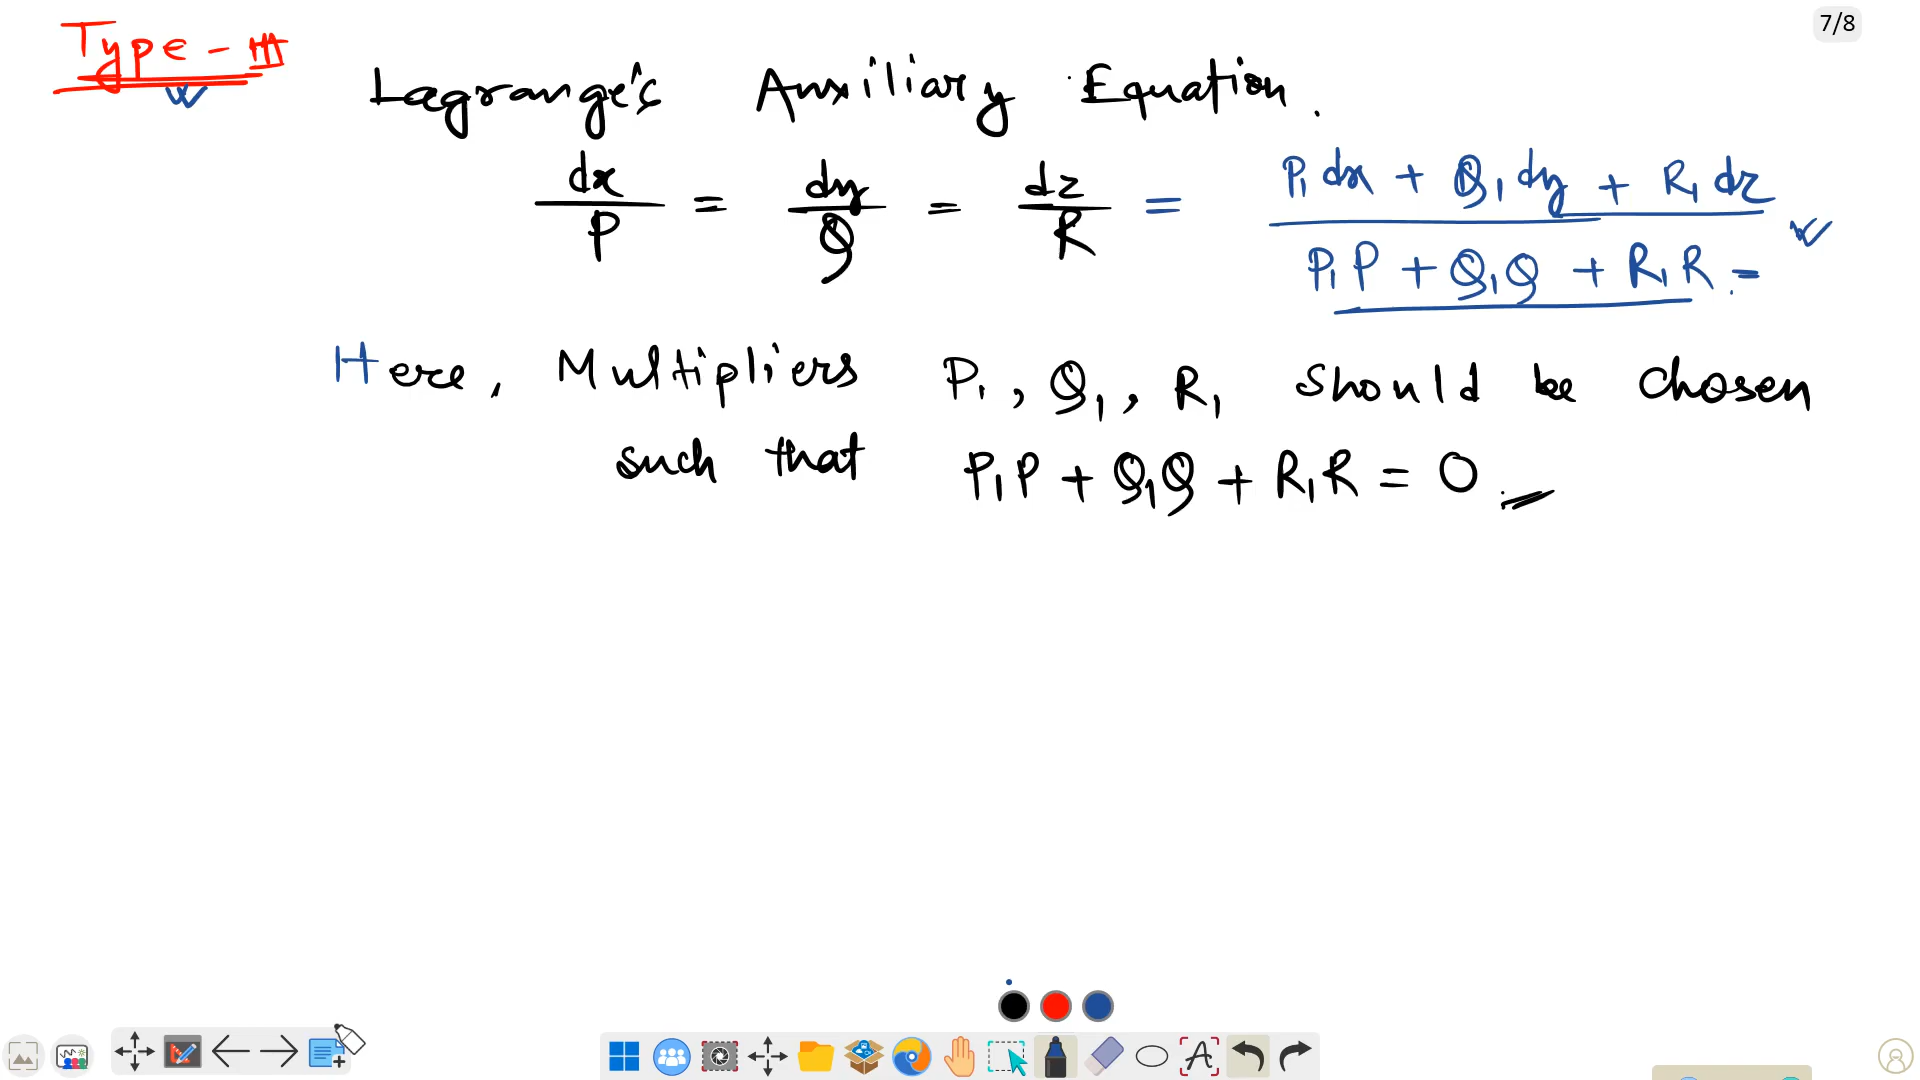 7/8
Type - III
Lagrange's Auxiliary Equation.
dx/P = dy/Q = dz/R = P₁dx + Q₁dy + R₁dz / P₁P + Q₁Q + R₁R =
Here, Multipliers P₁, Q₁, R₁ should be chosen
such that P₁P + Q₁Q + R₁R = 0